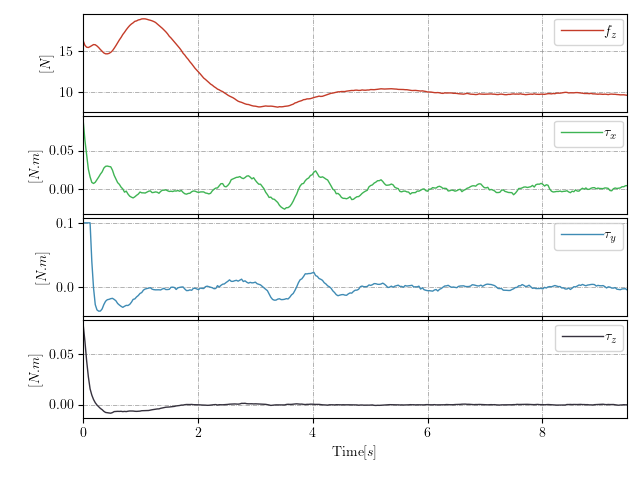 f_z
[N]
15
10
τ_x
[N.m]
0.05
0.00
τ_y
[N.m]
0.1
0.0
τ_z
[N.m]
0.05
0.00
0 2 4 6 8
Time[s]